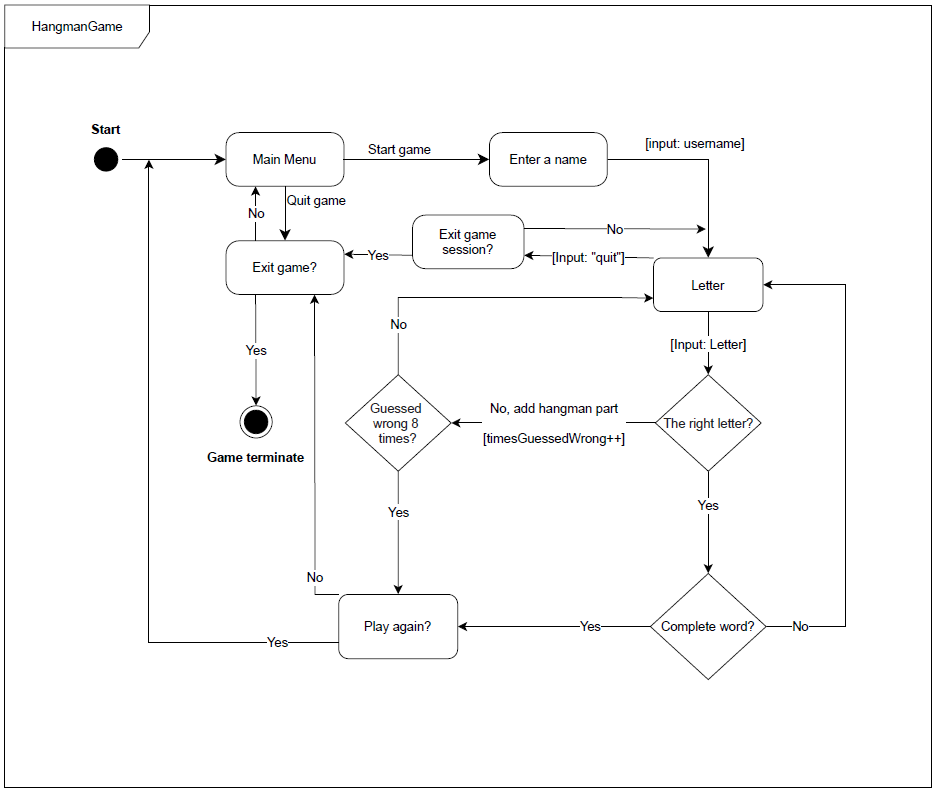 HangmanGame
Start
Main Menu
Start game
Enter a name
[input: username]
No
Quit game
Exit game
session?
No
Exit game?
Yes
[Input: "quit"]
Letter
No
[Input: Letter]
Yes
Guessed
wrong 8
times?
No, add hangman part
[timesGuessedWrong++]
The right letter?
Game terminate
Yes
Yes
No
Play again?
Yes
Complete word?
No
Yes